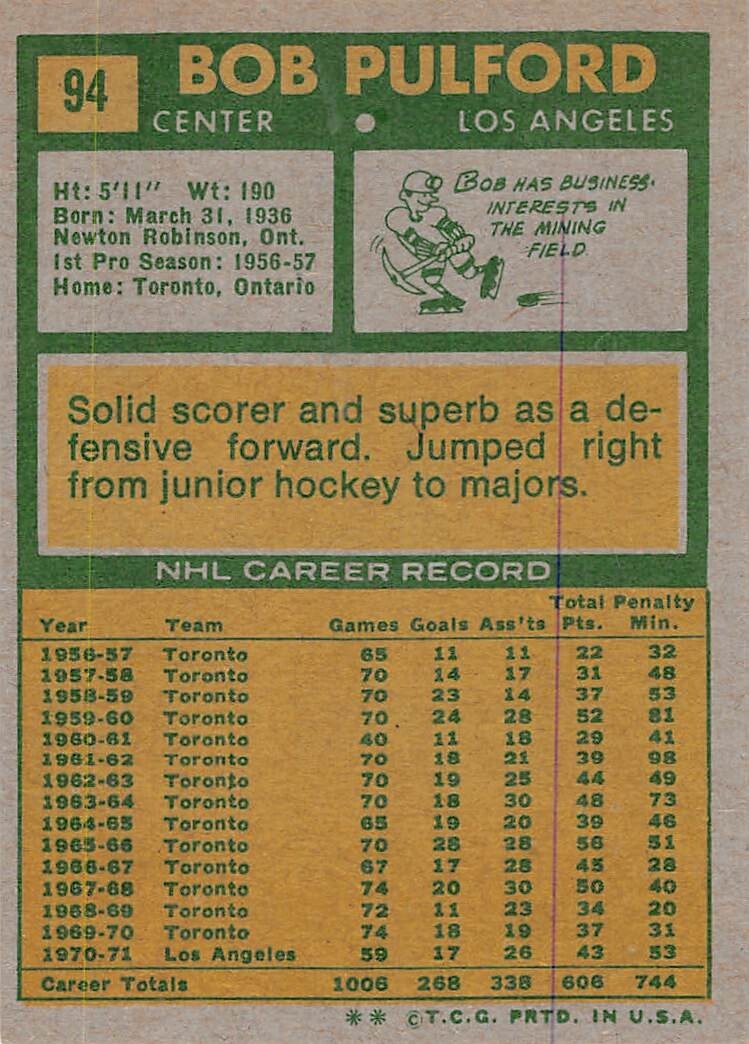 94
BOB PULFORD
CENTER • LOS ANGELES
Ht: 5'11" Wt: 190
Born: March 31, 1936
Newton Robinson, Ont.
1st Pro Season: 1956-57
Home: Toronto, Ontario
BOB HAS BUSINESS
INTERESTS IN
THE MINING
FIELD
Solid scorer and superb as a de-
fensive forward. Jumped right
from junior hockey to majors.
NHL CAREER RECORD
Total Penalty
Year Team Games Goals Ass'ts Pts. Min.
1956-57 Toronto 65 11 11 22 32
1957-58 Toronto 70 14 17 31 48
1958-59 Toronto 70 23 14 37 53
1959-60 Toronto 70 24 28 52 81
1960-61 Toronto 40 11 18 29 41
1961-62 Toronto 70 18 21 39 98
1962-63 Toronto 70 19 25 44 49
1963-64 Toronto 70 18 30 48 73
1964-65 Toronto 65 19 20 39 46
1965-66 Toronto 70 28 28 56 51
1966-67 Toronto 67 17 28 45 28
1967-68 Toronto 74 20 30 50 40
1968-69 Toronto 72 11 23 34 20
1969-70 Toronto 74 18 19 37 31
1970-71 Los Angeles 59 17 26 43 53
Career Totals 1006 268 338 606 744
** ©T.C.G. PRTD. IN U.S.A.